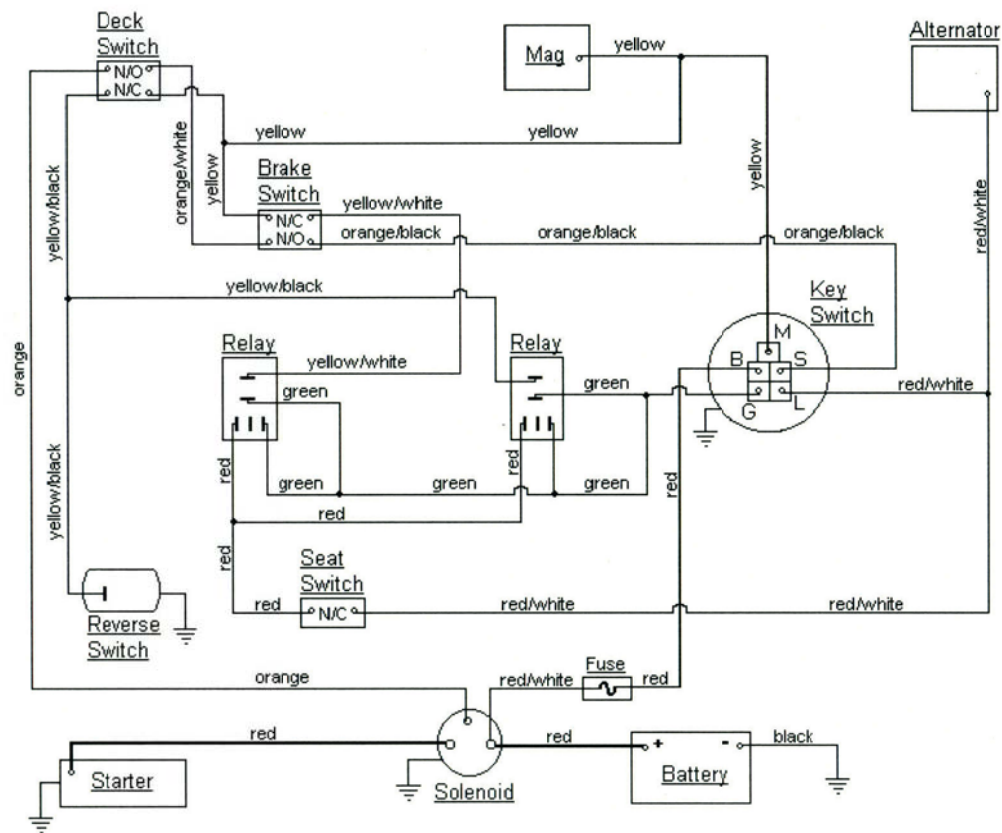 Deck
Switch
N/O
N/C
Mag
yellow
Alternator
yellow
yellow
orange/white
yellow
yellow/black
Brake
Switch
N/C
N/O
yellow/white
orange/black
orange/black
orange/black
yellow
red/white
yellow/black
Key
Switch
M
B
S
G
L
Relay
yellow/white
green
Relay
green
red/white
orange
red
red
green
green
green
red
red
yellow/black
red
Seat
Switch
red
N/C
red/white
red/white
Reverse
Switch
orange
red/white
Fuse
red
red
red
black
Starter
Solenoid
+
-
Battery